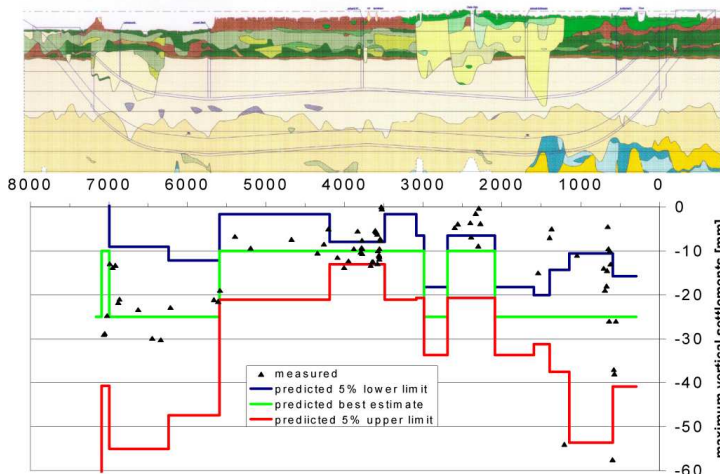 8000 7000 6000 5000 4000 3000 2000 1000 0
0
-10
-20
-30
-40
-50
-60
maximum vertical settlements [mm]
measured
predicted 5% lower limit
predicted best estimate
prediicted 5% upper limit